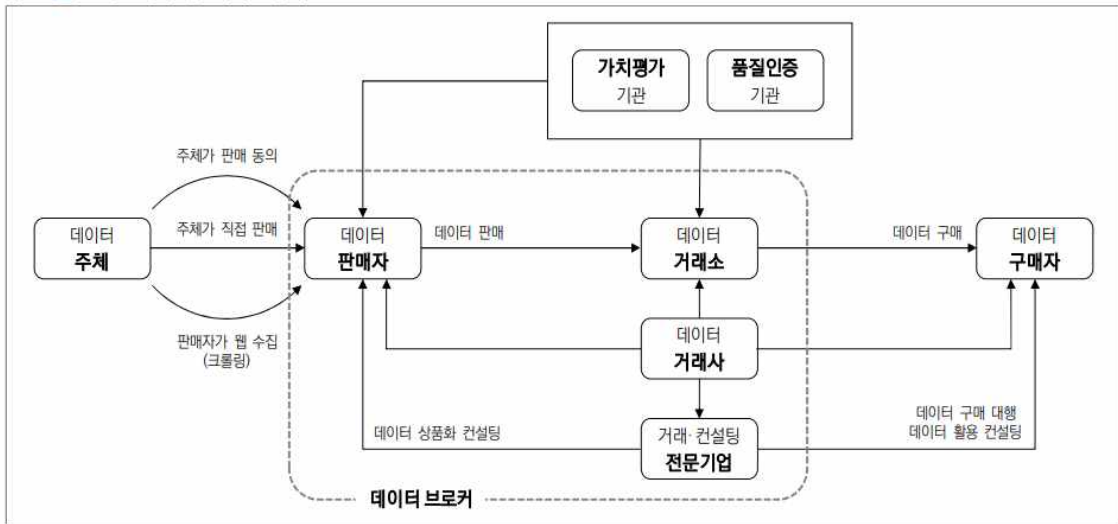 가치평가
기관
품질인증
기관
주체가 판매 동의
데이터
주체
주체가 직접 판매
데이터
판매자
데이터 판매
데이터
거래소
데이터 구매
데이터
구매자
판매자가 웹 수집
(크롤링)
데이터
거래사
데이터 상품화 컨설팅
거래·컨설팅
전문기업
데이터 구매 대행
데이터 활용 컨설팅
데이터 브로커